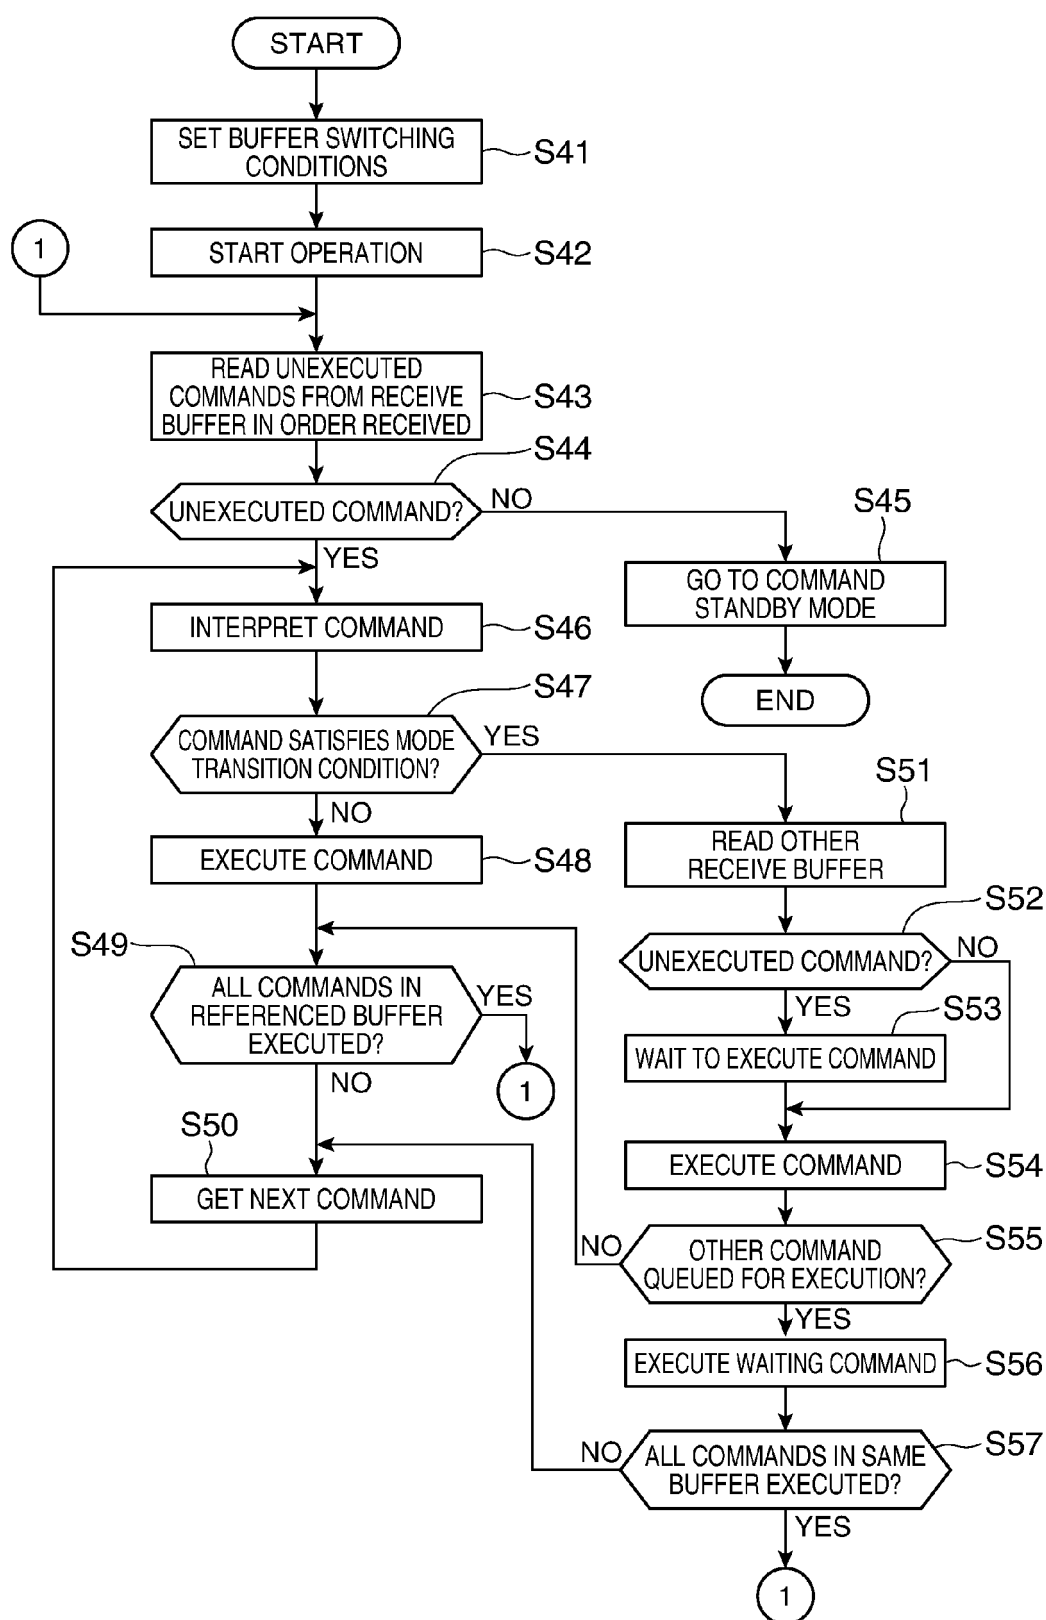 START
SET BUFFER SWITCHING
CONDITIONS
S41
1
START OPERATION
S42
READ UNEXECUTED
COMMANDS FROM RECEIVE
BUFFER IN ORDER RECEIVED
S43
S44
UNEXECUTED COMMAND?
NO
YES
S45
GO TO COMMAND
STANDBY MODE
END
INTERPRET COMMAND
S46
S47
COMMAND SATISFIES MODE
TRANSITION CONDITION?
YES
NO
EXECUTE COMMAND
S48
S49
ALL COMMANDS IN
REFERENCED BUFFER
EXECUTED?
YES
1
NO
S50
GET NEXT COMMAND
S51
READ OTHER
RECEIVE BUFFER
S52
UNEXECUTED COMMAND?
NO
YES
S53
WAIT TO EXECUTE COMMAND
EXECUTE COMMAND
S54
OTHER COMMAND
QUEUED FOR EXECUTION?
S55
NO
YES
EXECUTE WAITING COMMAND
S56
ALL COMMANDS IN SAME
BUFFER EXECUTED?
S57
NO
YES
1